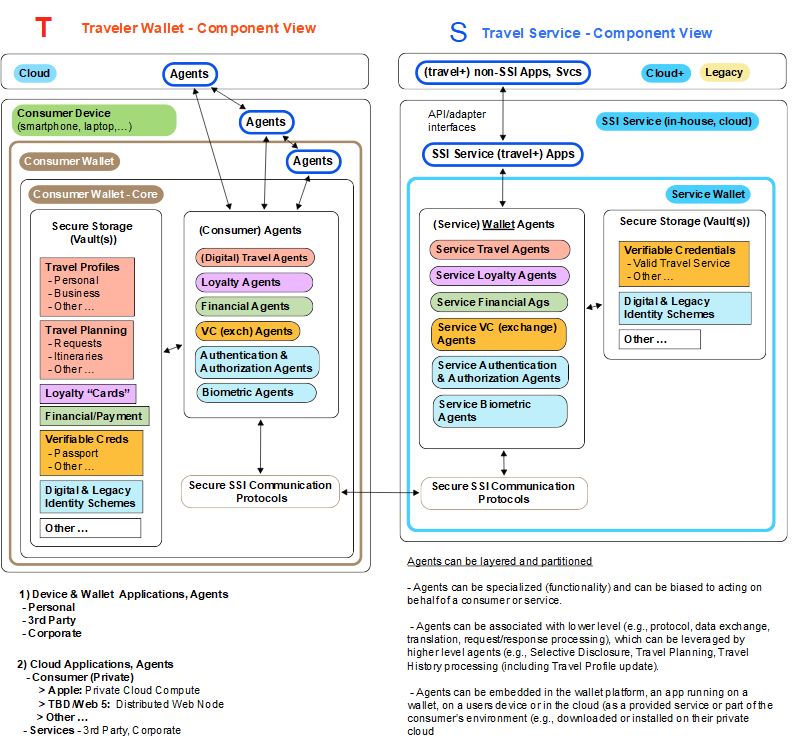 T
Traveler Wallet - Component View
Cloud
Agents
Consumer Device
(smartphone, laptop,...)
Agents
Consumer Wallet
Agents
Consumer Wallet - Core
Secure Storage
(Vault(s))
Travel Profiles
- Personal
- Business
- Other ...
Travel Planning
- Requests
- Itineraries
- Other ...
Loyalty “Cards”
Financial/Payment
Verifiable Creds
- Passport
- Other ...
Digital & Legacy
Identity Schemes
Other ...
(Consumer) Agents
(Digital) Travel Agents
Loyalty Agents
Financial Agents
VC (exch) Agents
Authentication &
Authorization Agents
Biometric Agents
Secure SSI Communication
Protocols
1) Device & Wallet Applications, Agents
- Personal
- 3rd Party
- Corporate
2) Cloud Applications, Agents
- Consumer (Private)
> Apple: Private Cloud Compute
> TBD/Web 5: Distributed Web Node
> Other ...
- Services - 3rd Party, Corporate
S
Travel Service - Component View
(travel+) non-SSI Apps, Svcs
Cloud+
Legacy
API/adapter
interfaces
SSI Service (in-house, cloud)
SSI Service (travel+) Apps
Service Wallet
(Service) Wallet Agents
Service Travel Agents
Service Loyalty Agents
Service Financial Ags
Service VC (exchange)
Agents
Service Authentication
& Authorization Agents
Service Biometric
Agents
Secure Storage (Vault(s))
Verifiable Credentials
- Valid Travel Service
- Other ...
Digital & Legacy
Identity Schemes
Other ...
Secure SSI Communication
Protocols
Agents can be layered and partitioned
- Agents can be specialized (functionality) and can be biased to acting on
behalf of a consumer or service.
- Agents can be associated with lower level (e.g., protocol, data exchange,
translation, request/response processing), which can be leveraged by
higher level agents (e.g., Selective Disclosure, Travel Planning, Travel
History processing (including Travel Profile update).
- Agents can be embedded in the wallet platform, an app running on a
wallet, on a users device or in the cloud (as a provided service or part of the
consumer's environment (e.g., downloaded or installed on their private
cloud